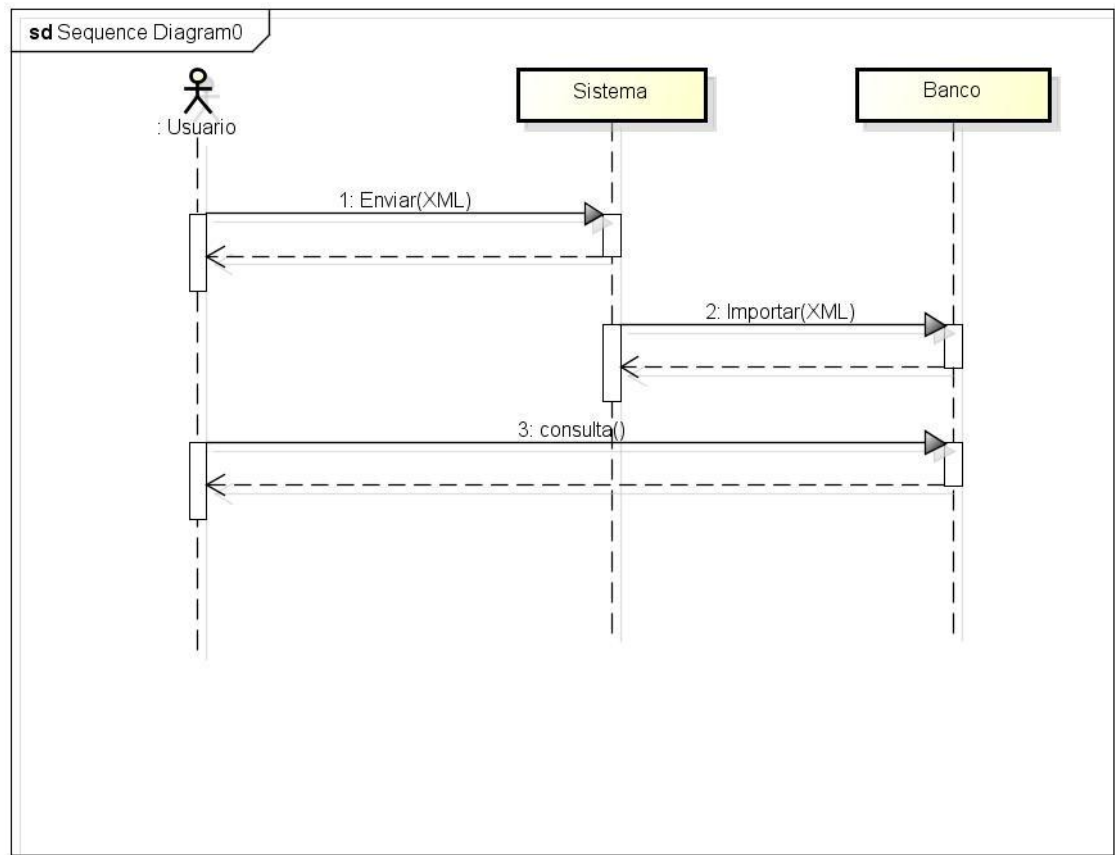 sd Sequence Diagram0
: Usuario
Sistema
Banco
1: Enviar(XML)
2: Importar(XML)
3: consulta()